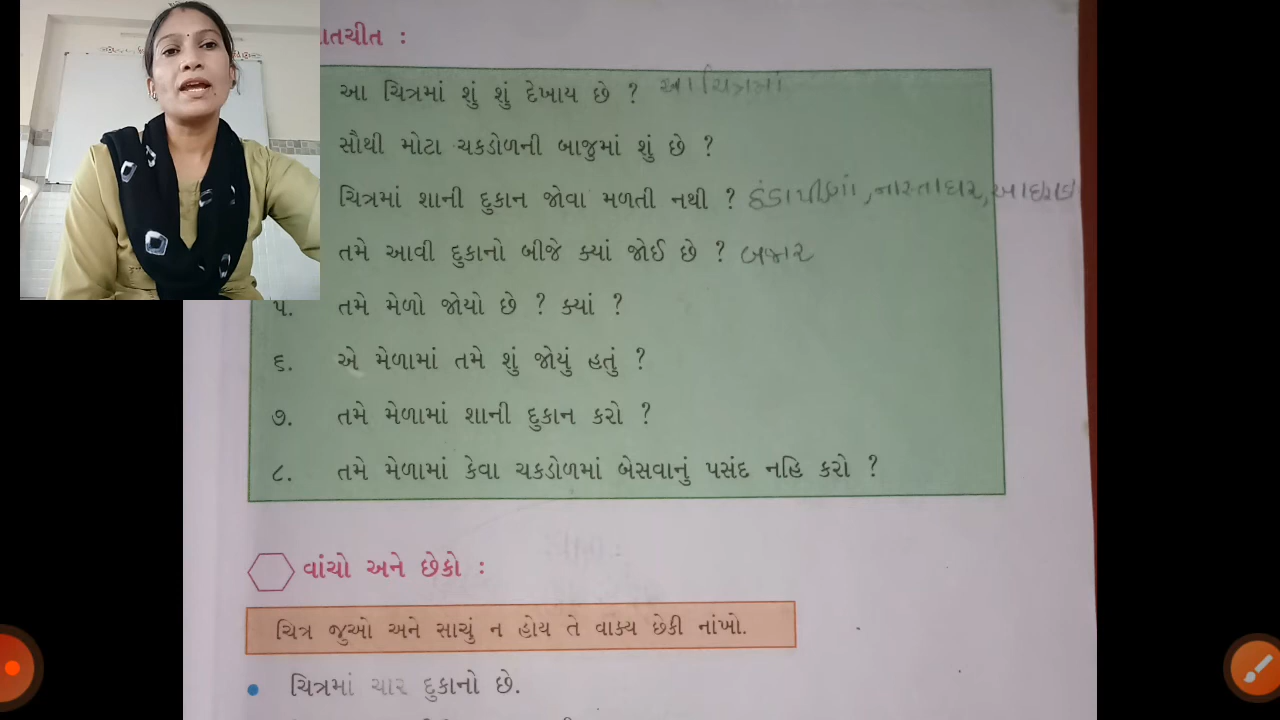 ાતચીત :
આ ચિત્રમાં શું શું દેખાય છે ? આ ચિત્રમાં
સૌથી મોટા ચકડોળની બાજુમાં શું છે ?
ચિત્રમાં શાની દુકાન જોવા મળતી નથી ? ઠંડાપીણાં, નાસ્તાઘર,
તમે આવી દુકાનો બીજે ક્યાં જોઈ છે ? બજાર
૫. તમે મેળો જોયો છે ? ક્યાં ?
૬. એ મેળામાં તમે શું જોયું હતું ?
૭. તમે મેળામાં શાની દુકાન કરો ?
૮. તમે મેળામાં કેવા ચકડોળમાં બેસવાનું પસંદ નહિ કરો ?
વાંચો અને છેકો :
ચિત્ર જુઓ અને સાચું ન હોય તે વાક્ય છેકી નાંખો.
• ચિત્રમાં ચાર દુકાનો છે.